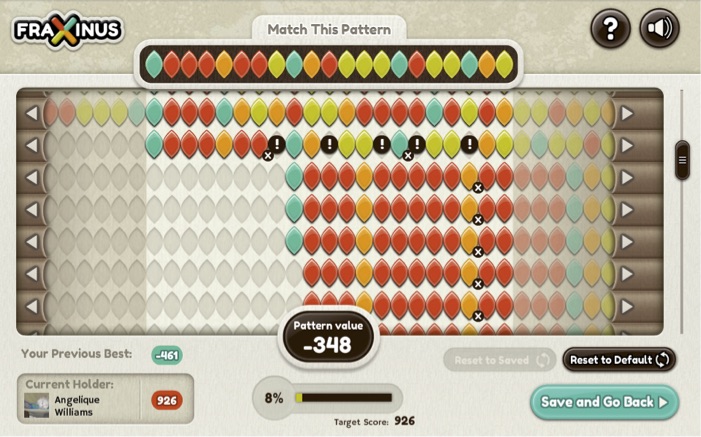 FRAXINUS
Match This Pattern
?
Pattern value
-348
Your Previous Best: -461
Reset to Saved
Reset to Default
Current Holder:
Angelique
Williams
926
8%
Target Score: 926
Save and Go Back